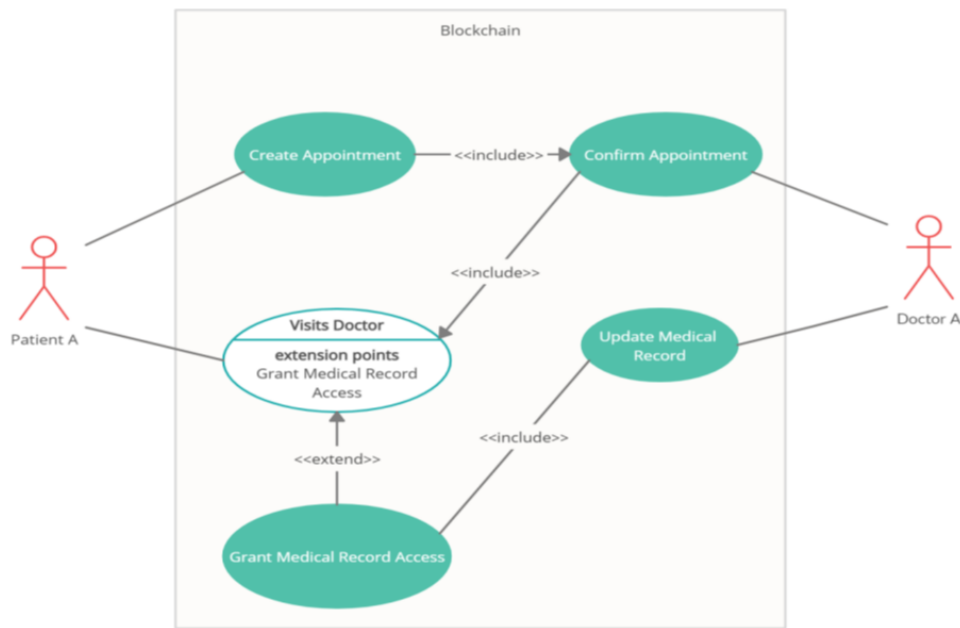 Blockchain
Create Appointment
<<include>>
Confirm Appointment
<<include>>
Patient A
Doctor A
Visits Doctor
extension points
Grant Medical Record
Access
Update Medical
Record
<<include>>
<<extend>>
Grant Medical Record Access